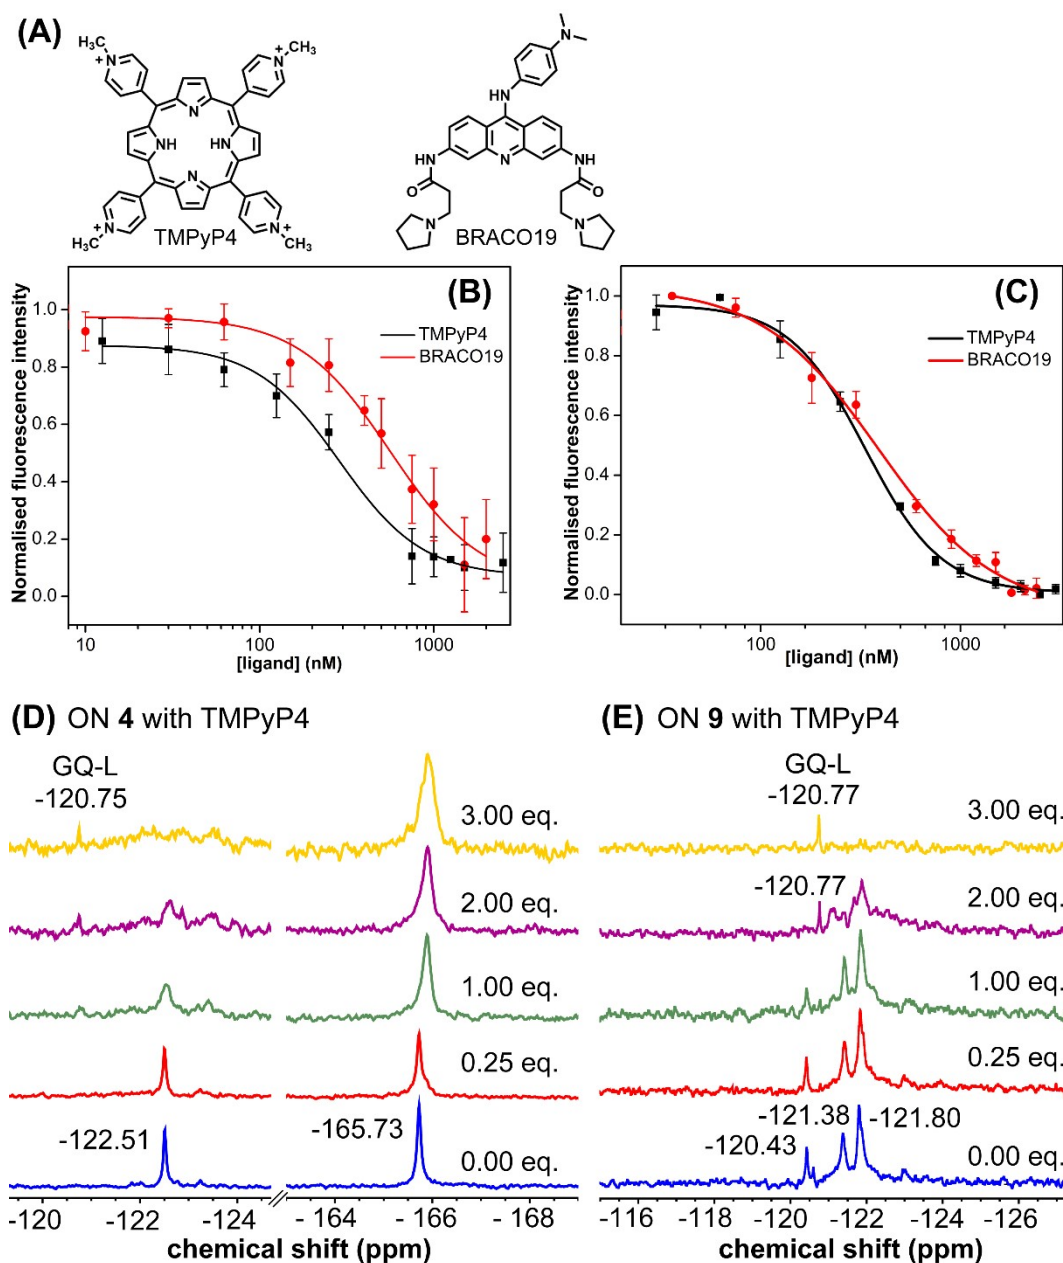 (A)
H₃C
N
+
CH₃
N
+
N
NH
HN
N
N
+
H₃C
N
+
CH₃
TMPyP4
N
HN
N
NH
HN
O
O
N
N
BRACO19
(B)
TMPyP4
BRACO19
Normalised fluorescence intensity
1.0
0.8
0.6
0.4
0.2
0.0
10
100
1000
[ligand] (nM)
(C)
TMPyP4
BRACO19
Normalised fluorescence intensity
1.0
0.8
0.6
0.4
0.2
0.0
100
1000
[ligand] (nM)
(D) ON 4 with TMPyP4
GQ-L
-120.75
3.00 eq.
2.00 eq.
1.00 eq.
0.25 eq.
-122.51
-165.73
0.00 eq.
-120
-122
-124
-164
-166
-168
chemical shift (ppm)
(E) ON 9 with TMPyP4
GQ-L
-120.77
3.00 eq.
-120.77
2.00 eq.
1.00 eq.
0.25 eq.
-121.38
-121.80
-120.43
0.00 eq.
-116
-118
-120
-122
-124
-126
chemical shift (ppm)